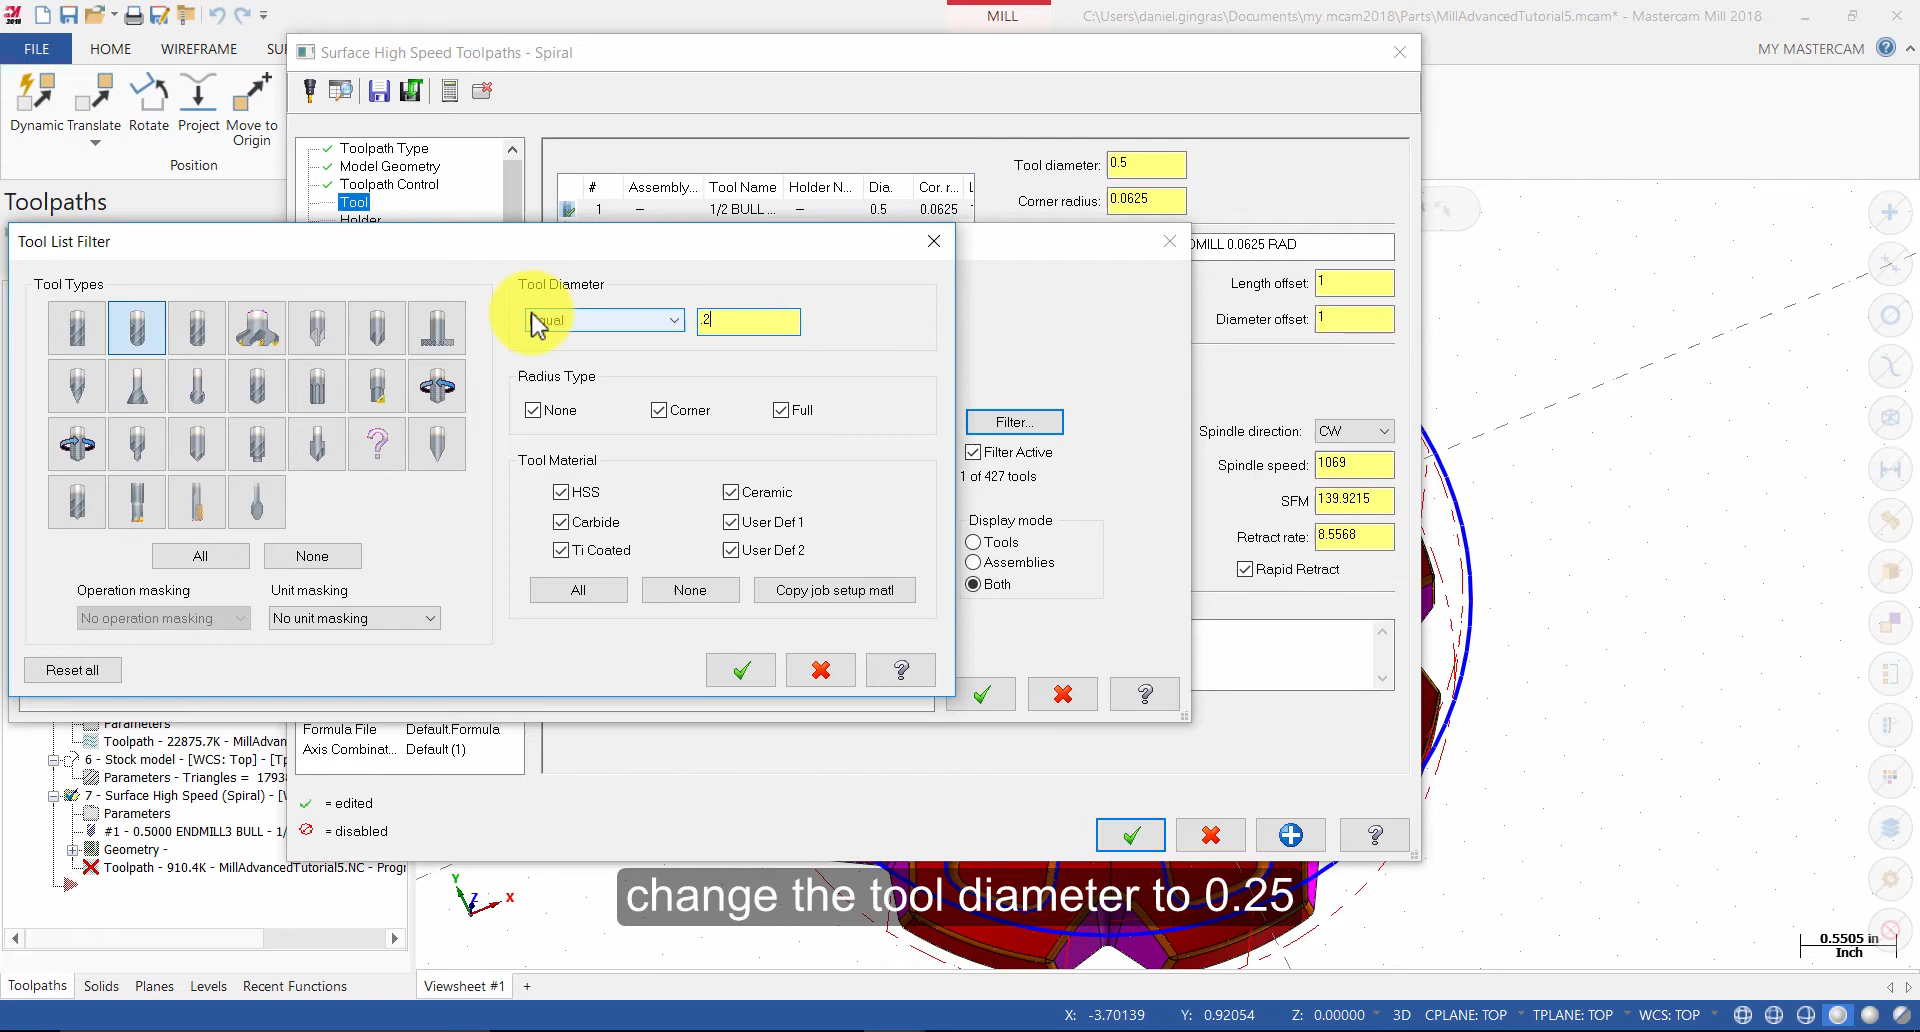 MILL
C:\Users\daniel.gingras\Documents\my mcam2018\Parts\MillAdvancedTutorial5.mcam* - Mastercam Mill 2018
FILE
HOME
WIREFRAME
MY MASTERCAM
Surface High Speed Toolpaths - Spiral
Dynamic
Translate
Rotate
Project
Move to
Origin
Position
Toolpaths
Toolpath Type
Model Geometry
Toolpath Control
Tool
Holder
# Assembly... Tool Name Holder N... Dia. Cor. r...
1 – 1/2 BULL ... – 0.5 0.0625
Tool diameter: 0.5
Corner radius: 0.0625
DMILL 0.0625 RAD
Length offset: 1
Diameter offset: 1
Spindle direction: CW
Spindle speed: 1069
SFM 139.9215
Retract rate: 8.5568
Rapid Retract
Tool List Filter
Tool Types
All
None
Operation masking
No operation masking
Unit masking
No unit masking
Reset all
Tool Diameter
.2
Radius Type
None
Corner
Full
Tool Material
HSS
Ceramic
Carbide
User Def 1
Ti Coated
User Def 2
All
None
Copy job setup matl
Filter...
Filter Active
1 of 427 tools
Display mode
Tools
Assemblies
Both
Parameters
Toolpath - 22875.7K - MillAdvan
6 - Stock model - [WCS: Top] - [Tp
Parameters - Triangles = 1793
7 - Surface High Speed (Spiral) - [
Parameters
#1 - 0.5000 ENDMILL3 BULL - 1/
Geometry -
Toolpath - 910.4K - MillAdvancedTutorial5.NC - Progr
Formula File Default.Formula
Axis Combinat... Default (1)
= edited
= disabled
Y
Z
X
change the tool diameter to 0.25
0.5505 in
Inch
Toolpaths
Solids
Planes
Levels
Recent Functions
Viewsheet #1
+
X: -3.70139 Y: 0.92054 Z: 0.00000 3D CPLANE: TOP TPLANE: TOP WCS: TOP